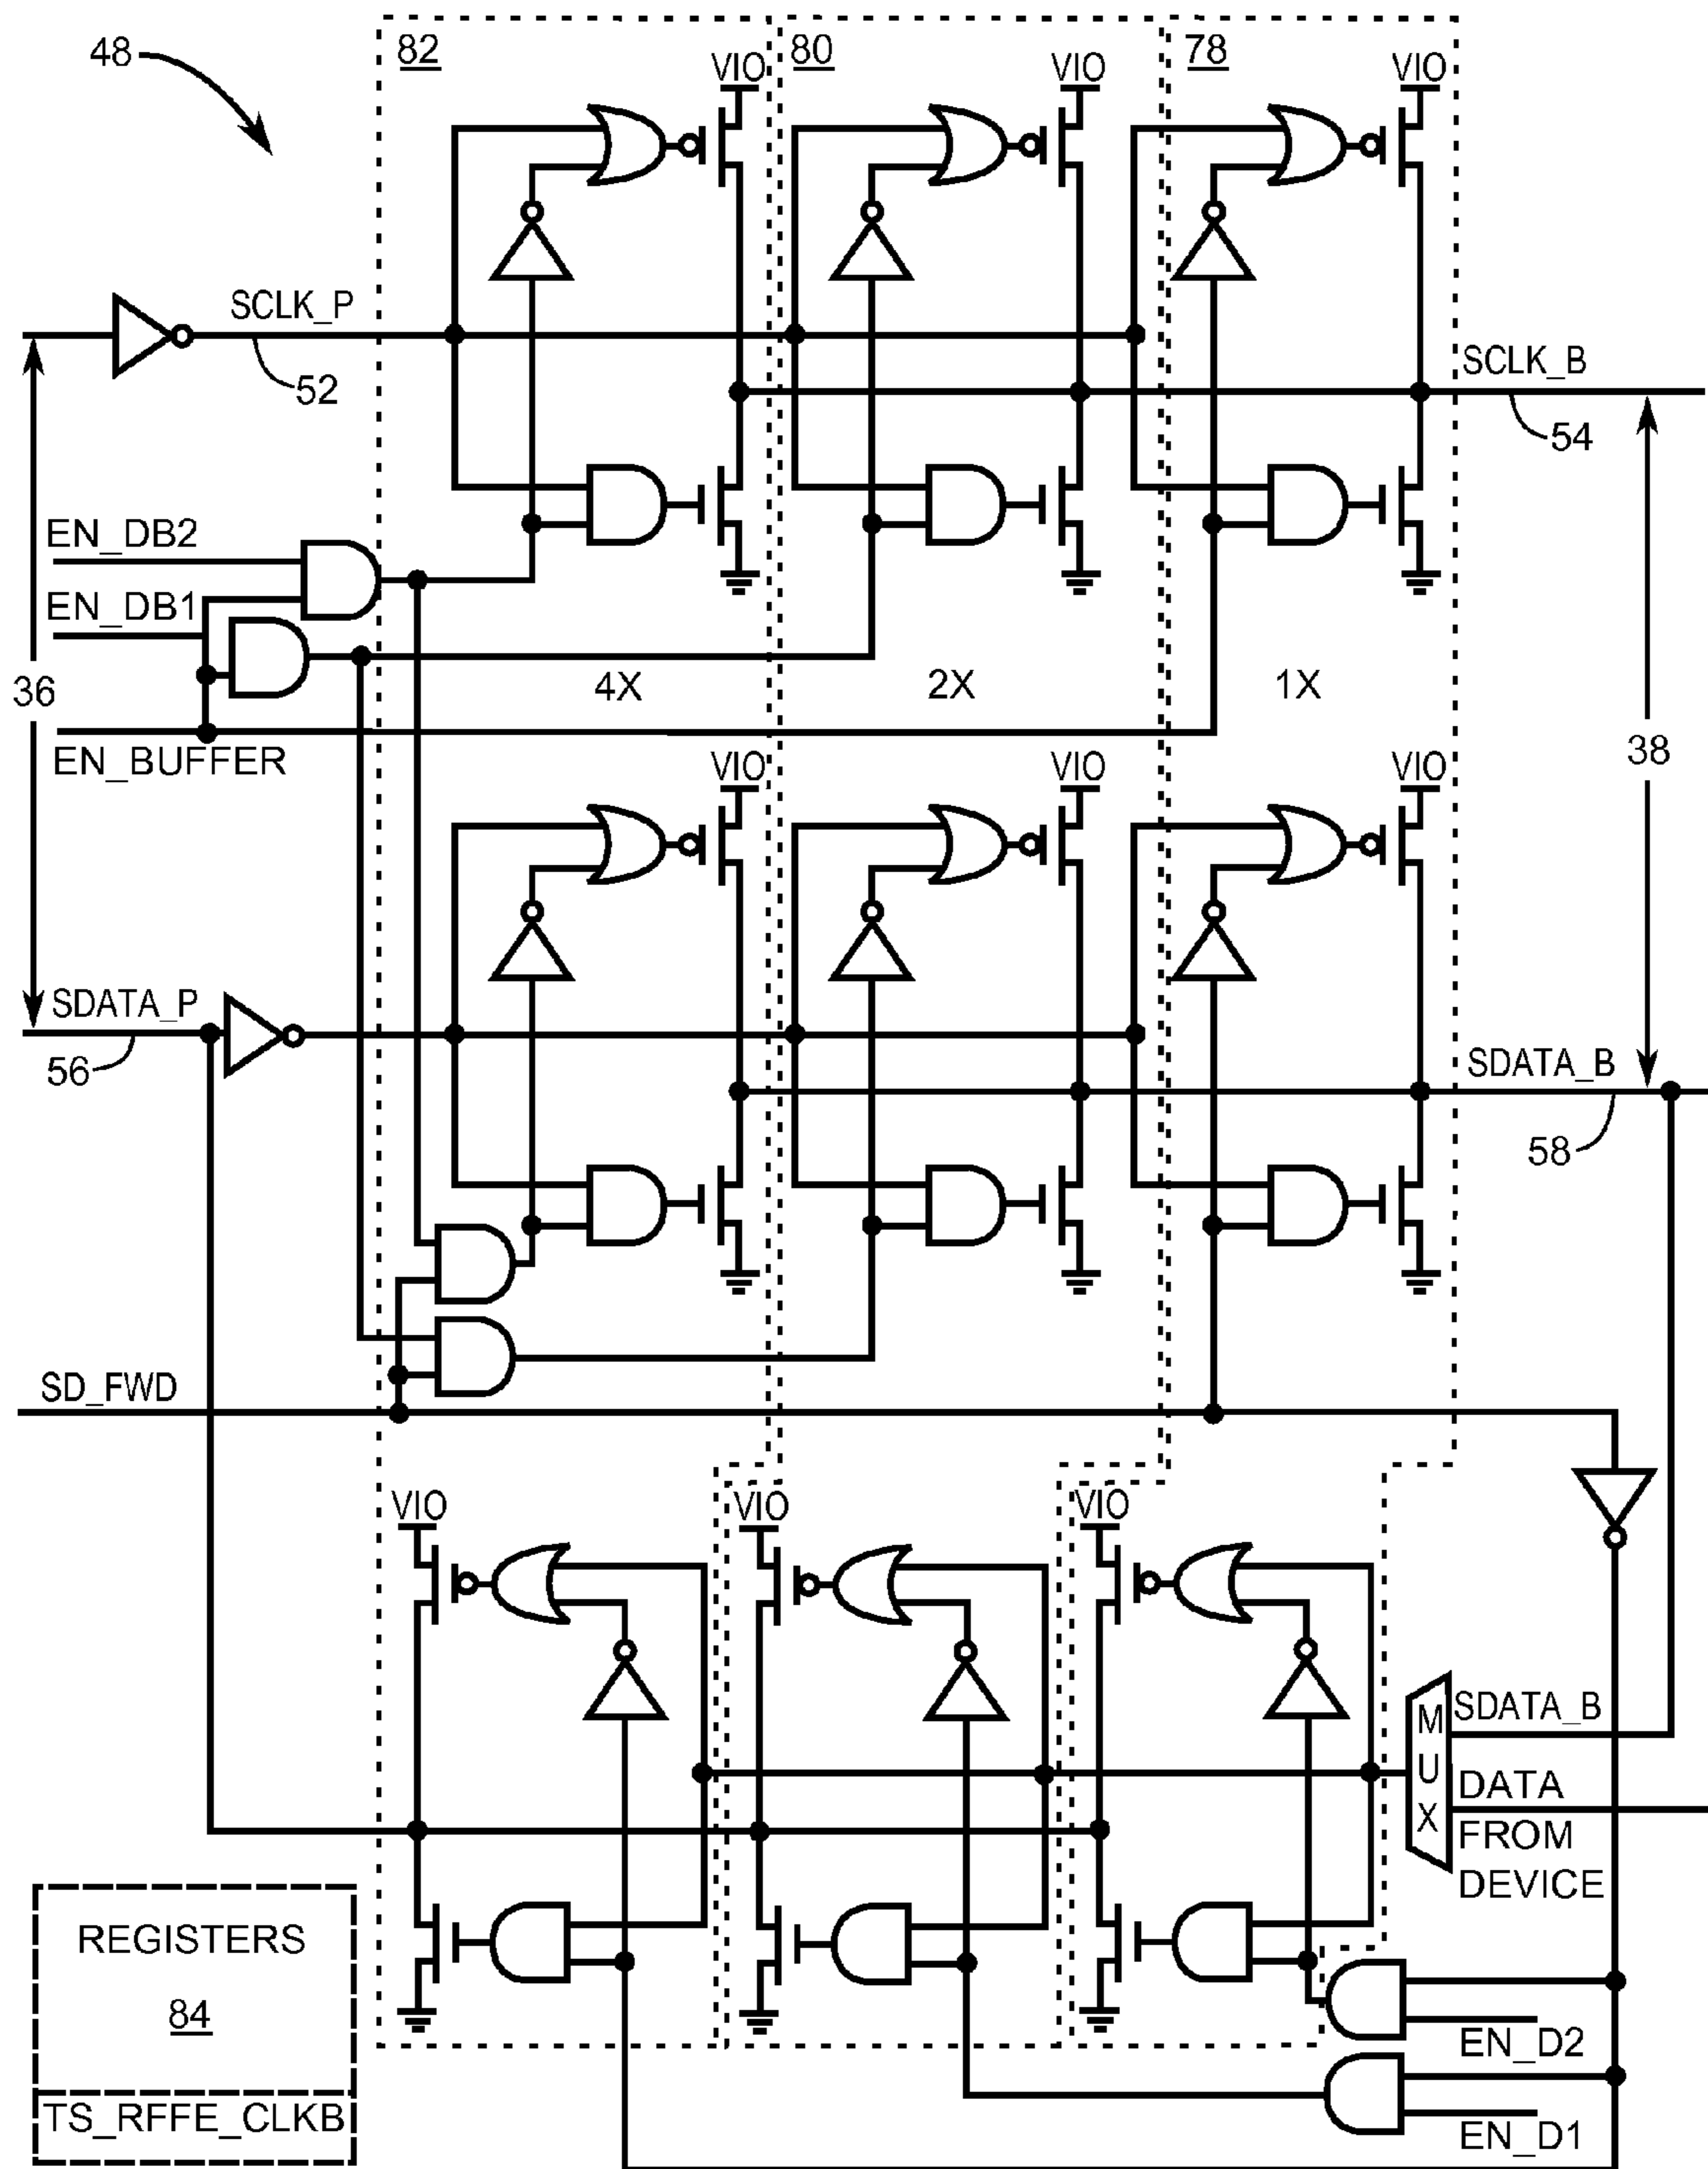 48
82
80
78
VIO
VIO
VIO
SCLK_P
52
SCLK_B
54
EN_DB2
EN_DB1
36
4X
2X
1X
38
EN_BUFFER
VIO
VIO
VIO
SDATA_P
56
SDATA_B
58
SD_FWD
VIO
VIO
VIO
MUX
SDATA_B
DATA
FROM
DEVICE
REGISTERS
84
TS_RFFE_CLKB
EN_D2
EN_D1